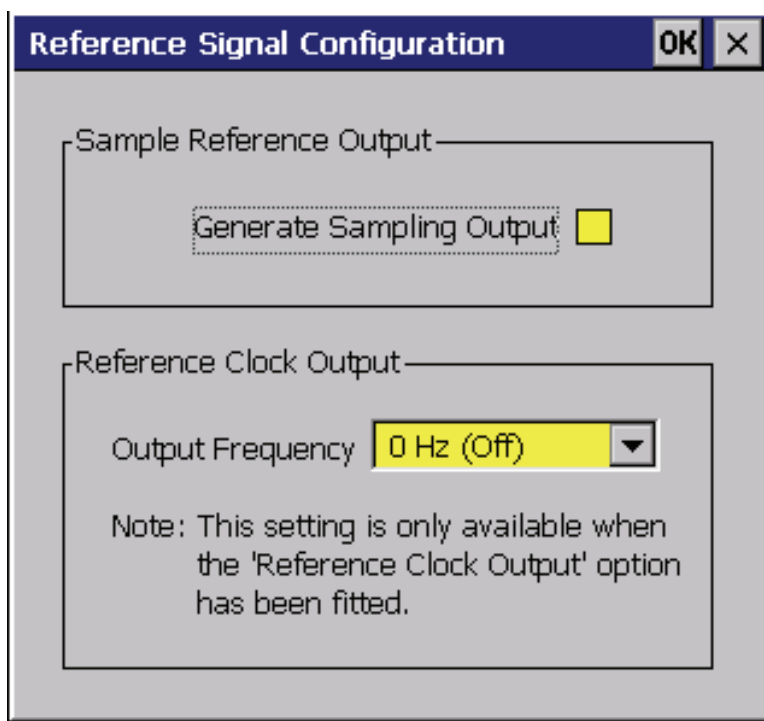 Reference Signal Configuration OK ×
Sample Reference Output
Generate Sampling Output
Reference Clock Output
Output Frequency 0 Hz (Off)
Note: This setting is only available when
the 'Reference Clock Output' option
has been fitted.